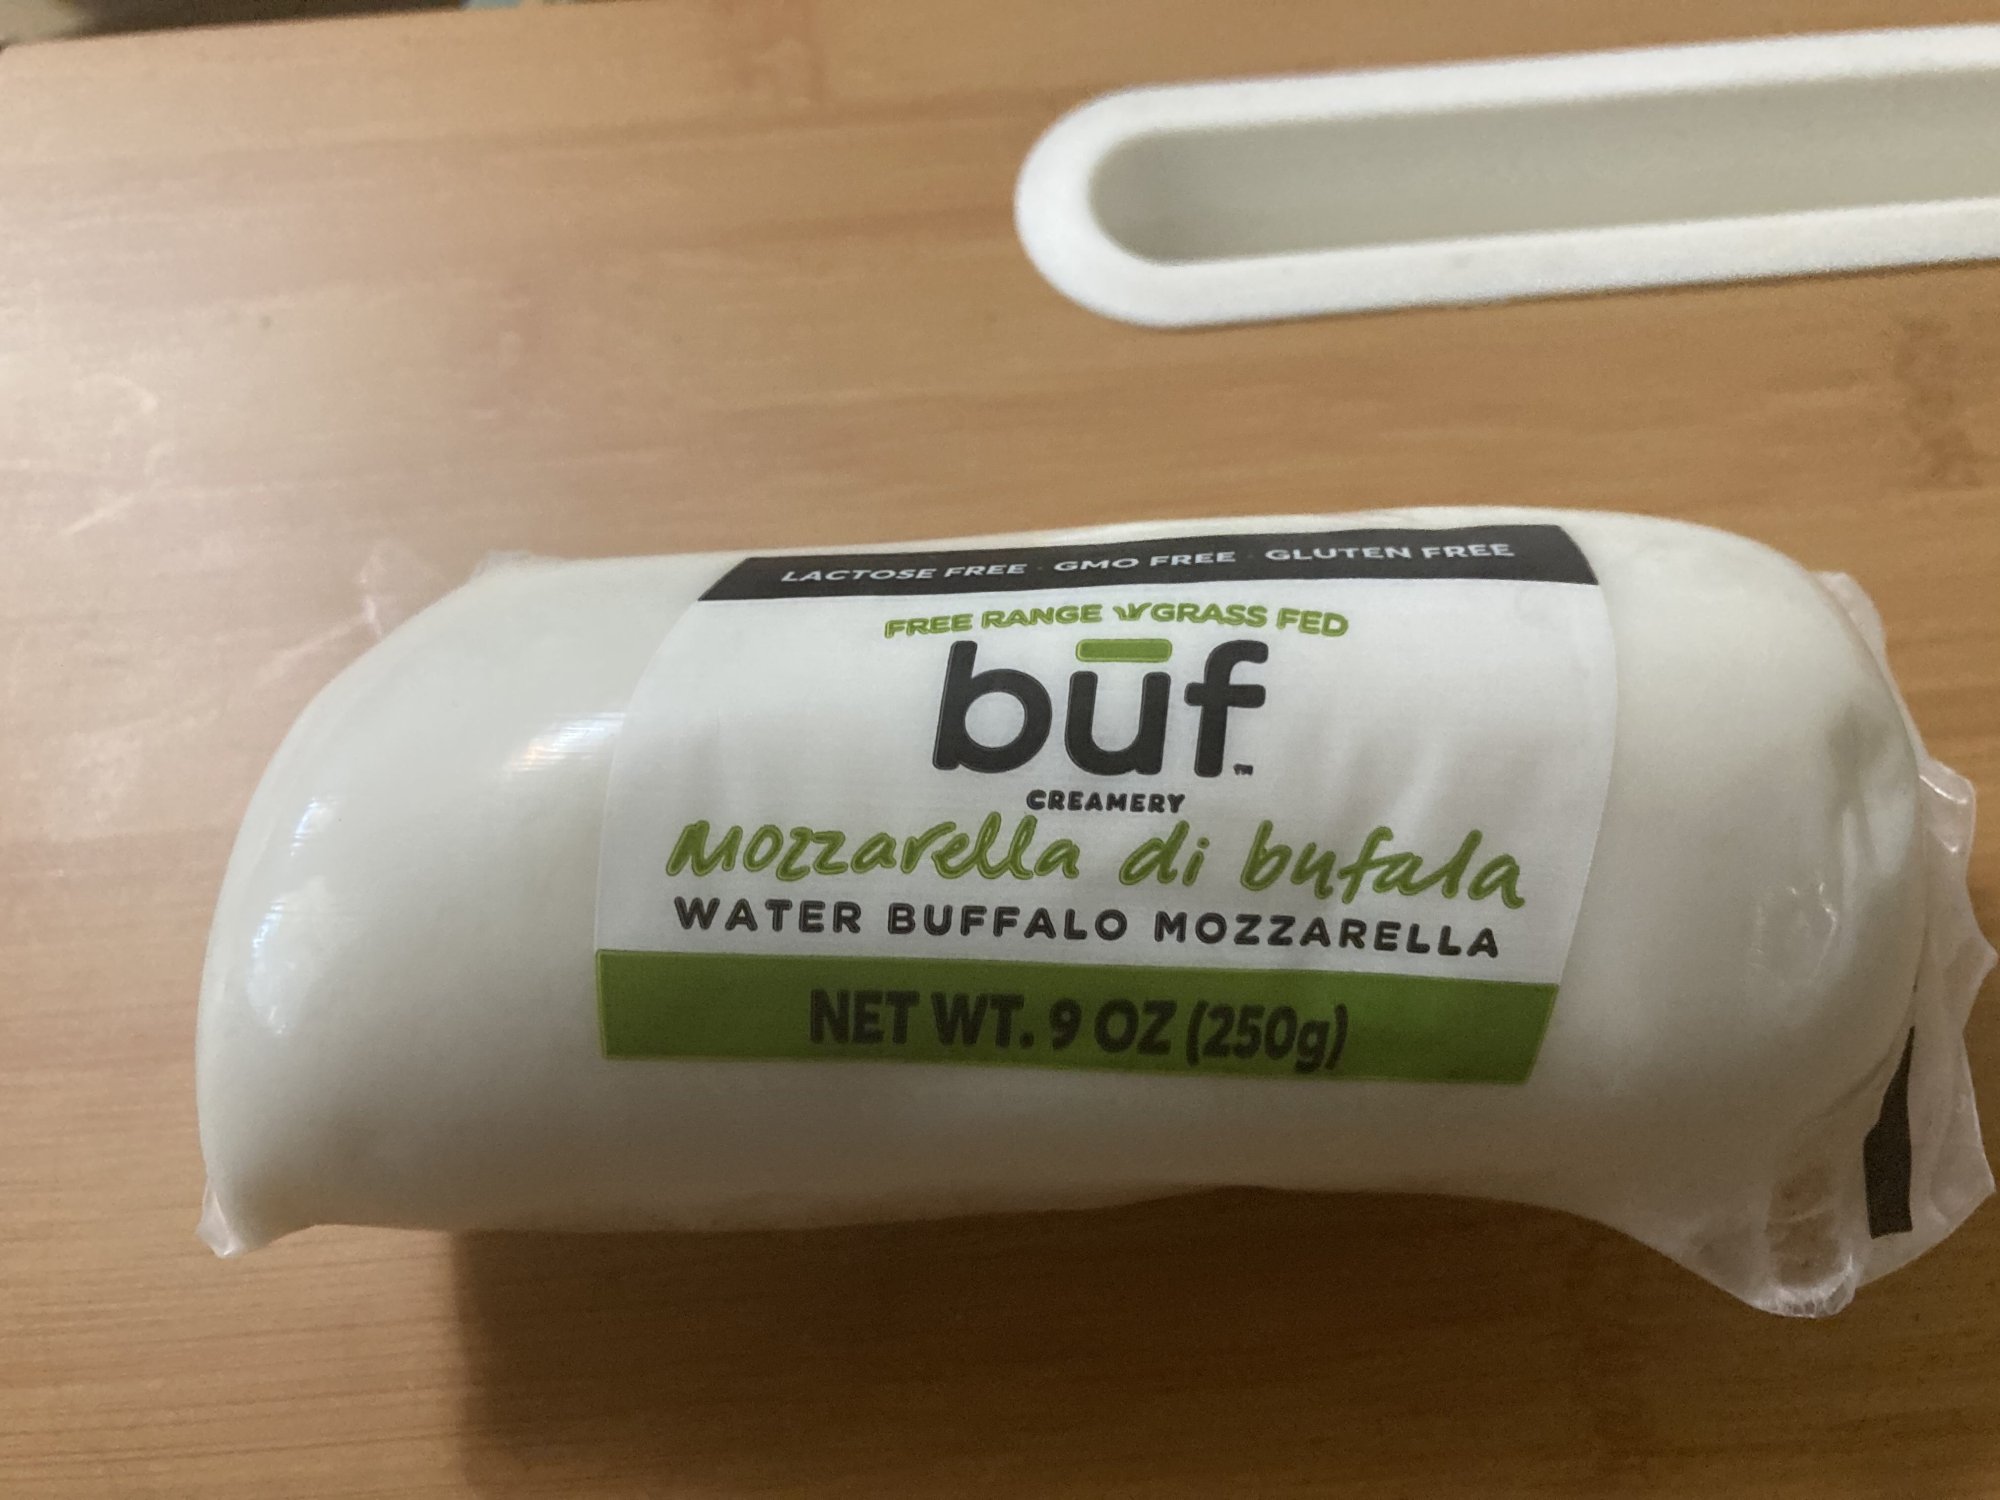 LACTOSE FREE · GMO FREE · GLUTEN FREE
FREE RANGE GRASS FED
būf™
CREAMERY
mozzarella di bufala
WATER BUFFALO MOZZARELLA
NET WT. 9 OZ (250g)